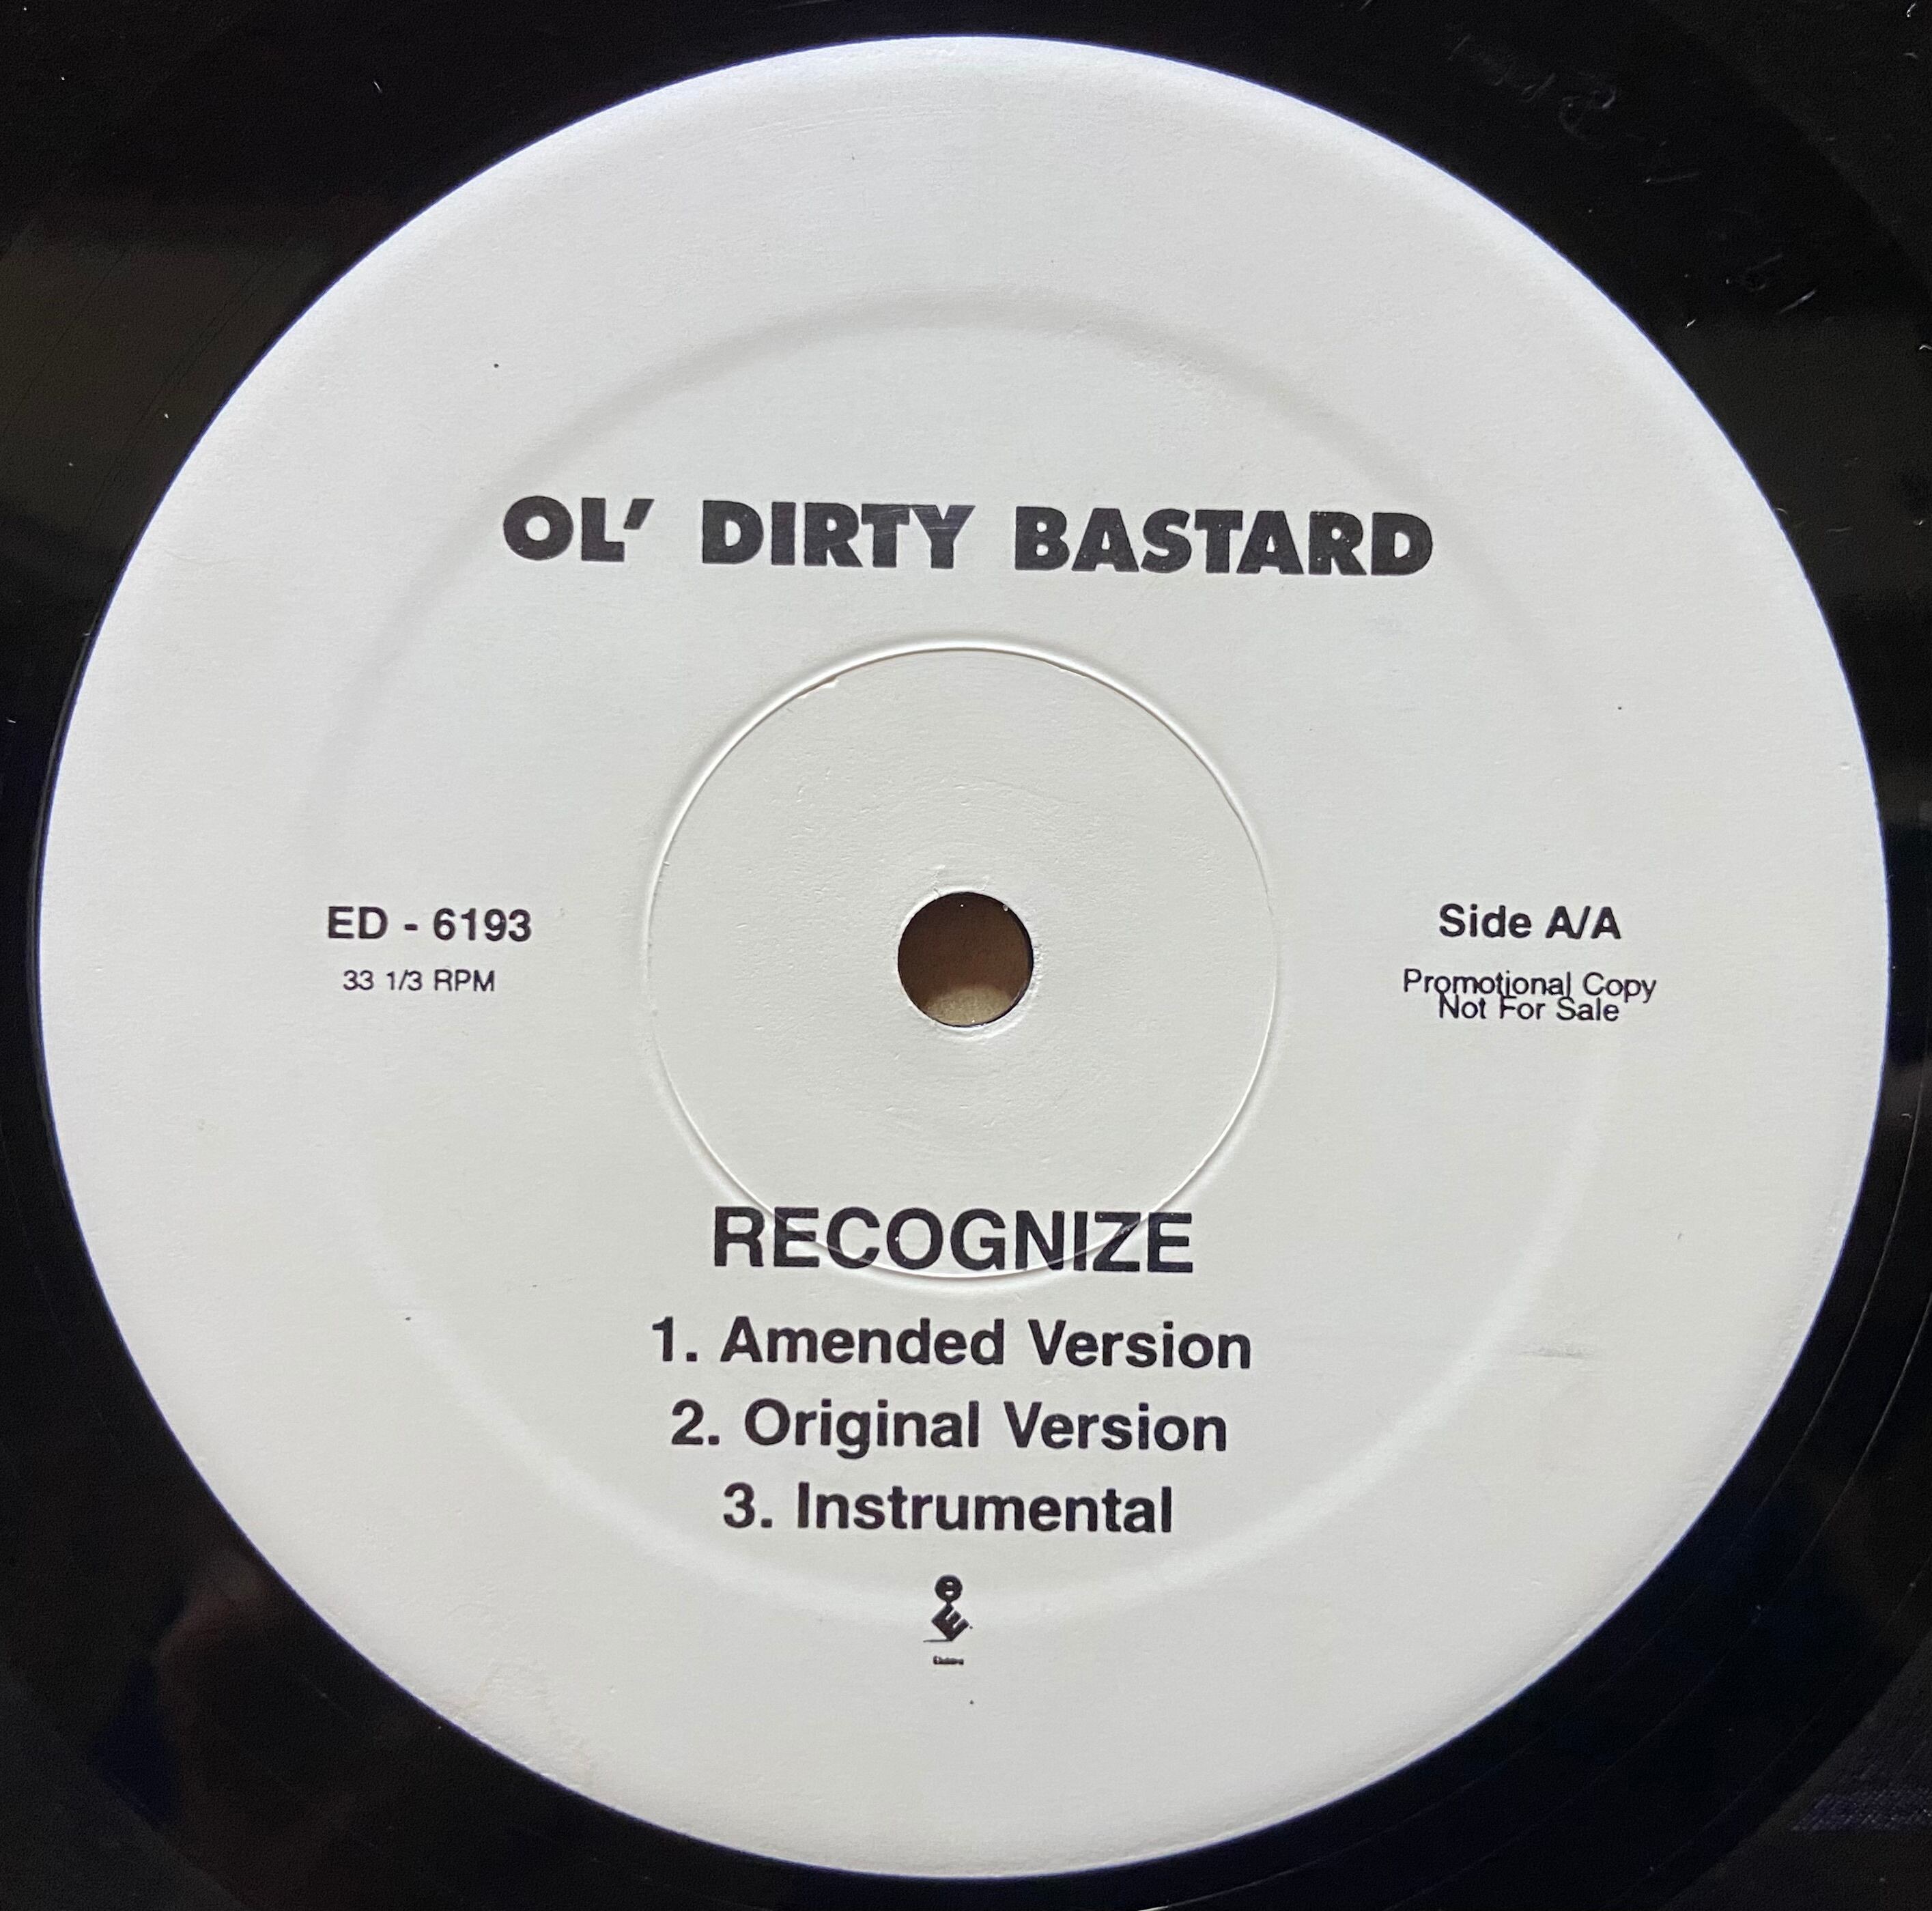 OL' DIRTY BASTARD
ED - 6193
33 1/3 RPM
Side A/A
Promotional Copy
Not For Sale
RECOGNIZE
1. Amended Version
2. Original Version
3. Instrumental